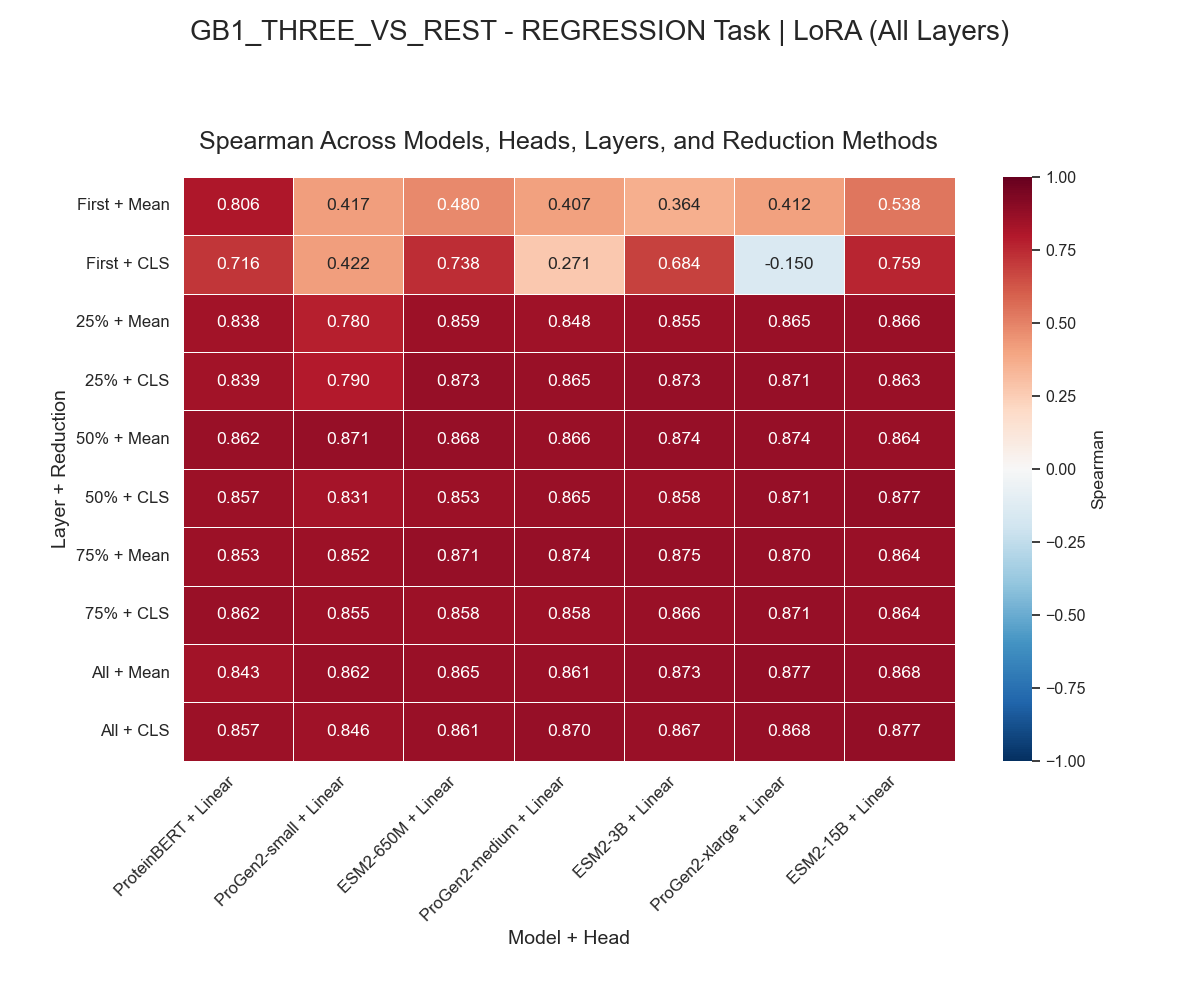 GB1_THREE_VS_REST - REGRESSION Task | LoRA (All Layers)
Spearman Across Models, Heads, Layers, and Reduction Methods
Layer + Reduction
First + Mean 0.806 0.417 0.480 0.407 0.364 0.412 0.538
First + CLS 0.716 0.422 0.738 0.271 0.684 -0.150 0.759
25% + Mean 0.838 0.780 0.859 0.848 0.855 0.865 0.866
25% + CLS 0.839 0.790 0.873 0.865 0.873 0.871 0.863
50% + Mean 0.862 0.871 0.868 0.866 0.874 0.874 0.864
50% + CLS 0.857 0.831 0.853 0.865 0.858 0.871 0.877
75% + Mean 0.853 0.852 0.871 0.874 0.875 0.870 0.864
75% + CLS 0.862 0.855 0.858 0.858 0.866 0.871 0.864
All + Mean 0.843 0.862 0.865 0.861 0.873 0.877 0.868
All + CLS 0.857 0.846 0.861 0.870 0.867 0.868 0.877
ProteinBERT + Linear
ProGen2-small + Linear
ESM2-650M + Linear
ProGen2-medium + Linear
ESM2-3B + Linear
ProGen2-xlarge + Linear
ESM2-15B + Linear
Model + Head
1.00
0.75
0.50
0.25
0.00
−0.25
−0.50
−0.75
−1.00
Spearman